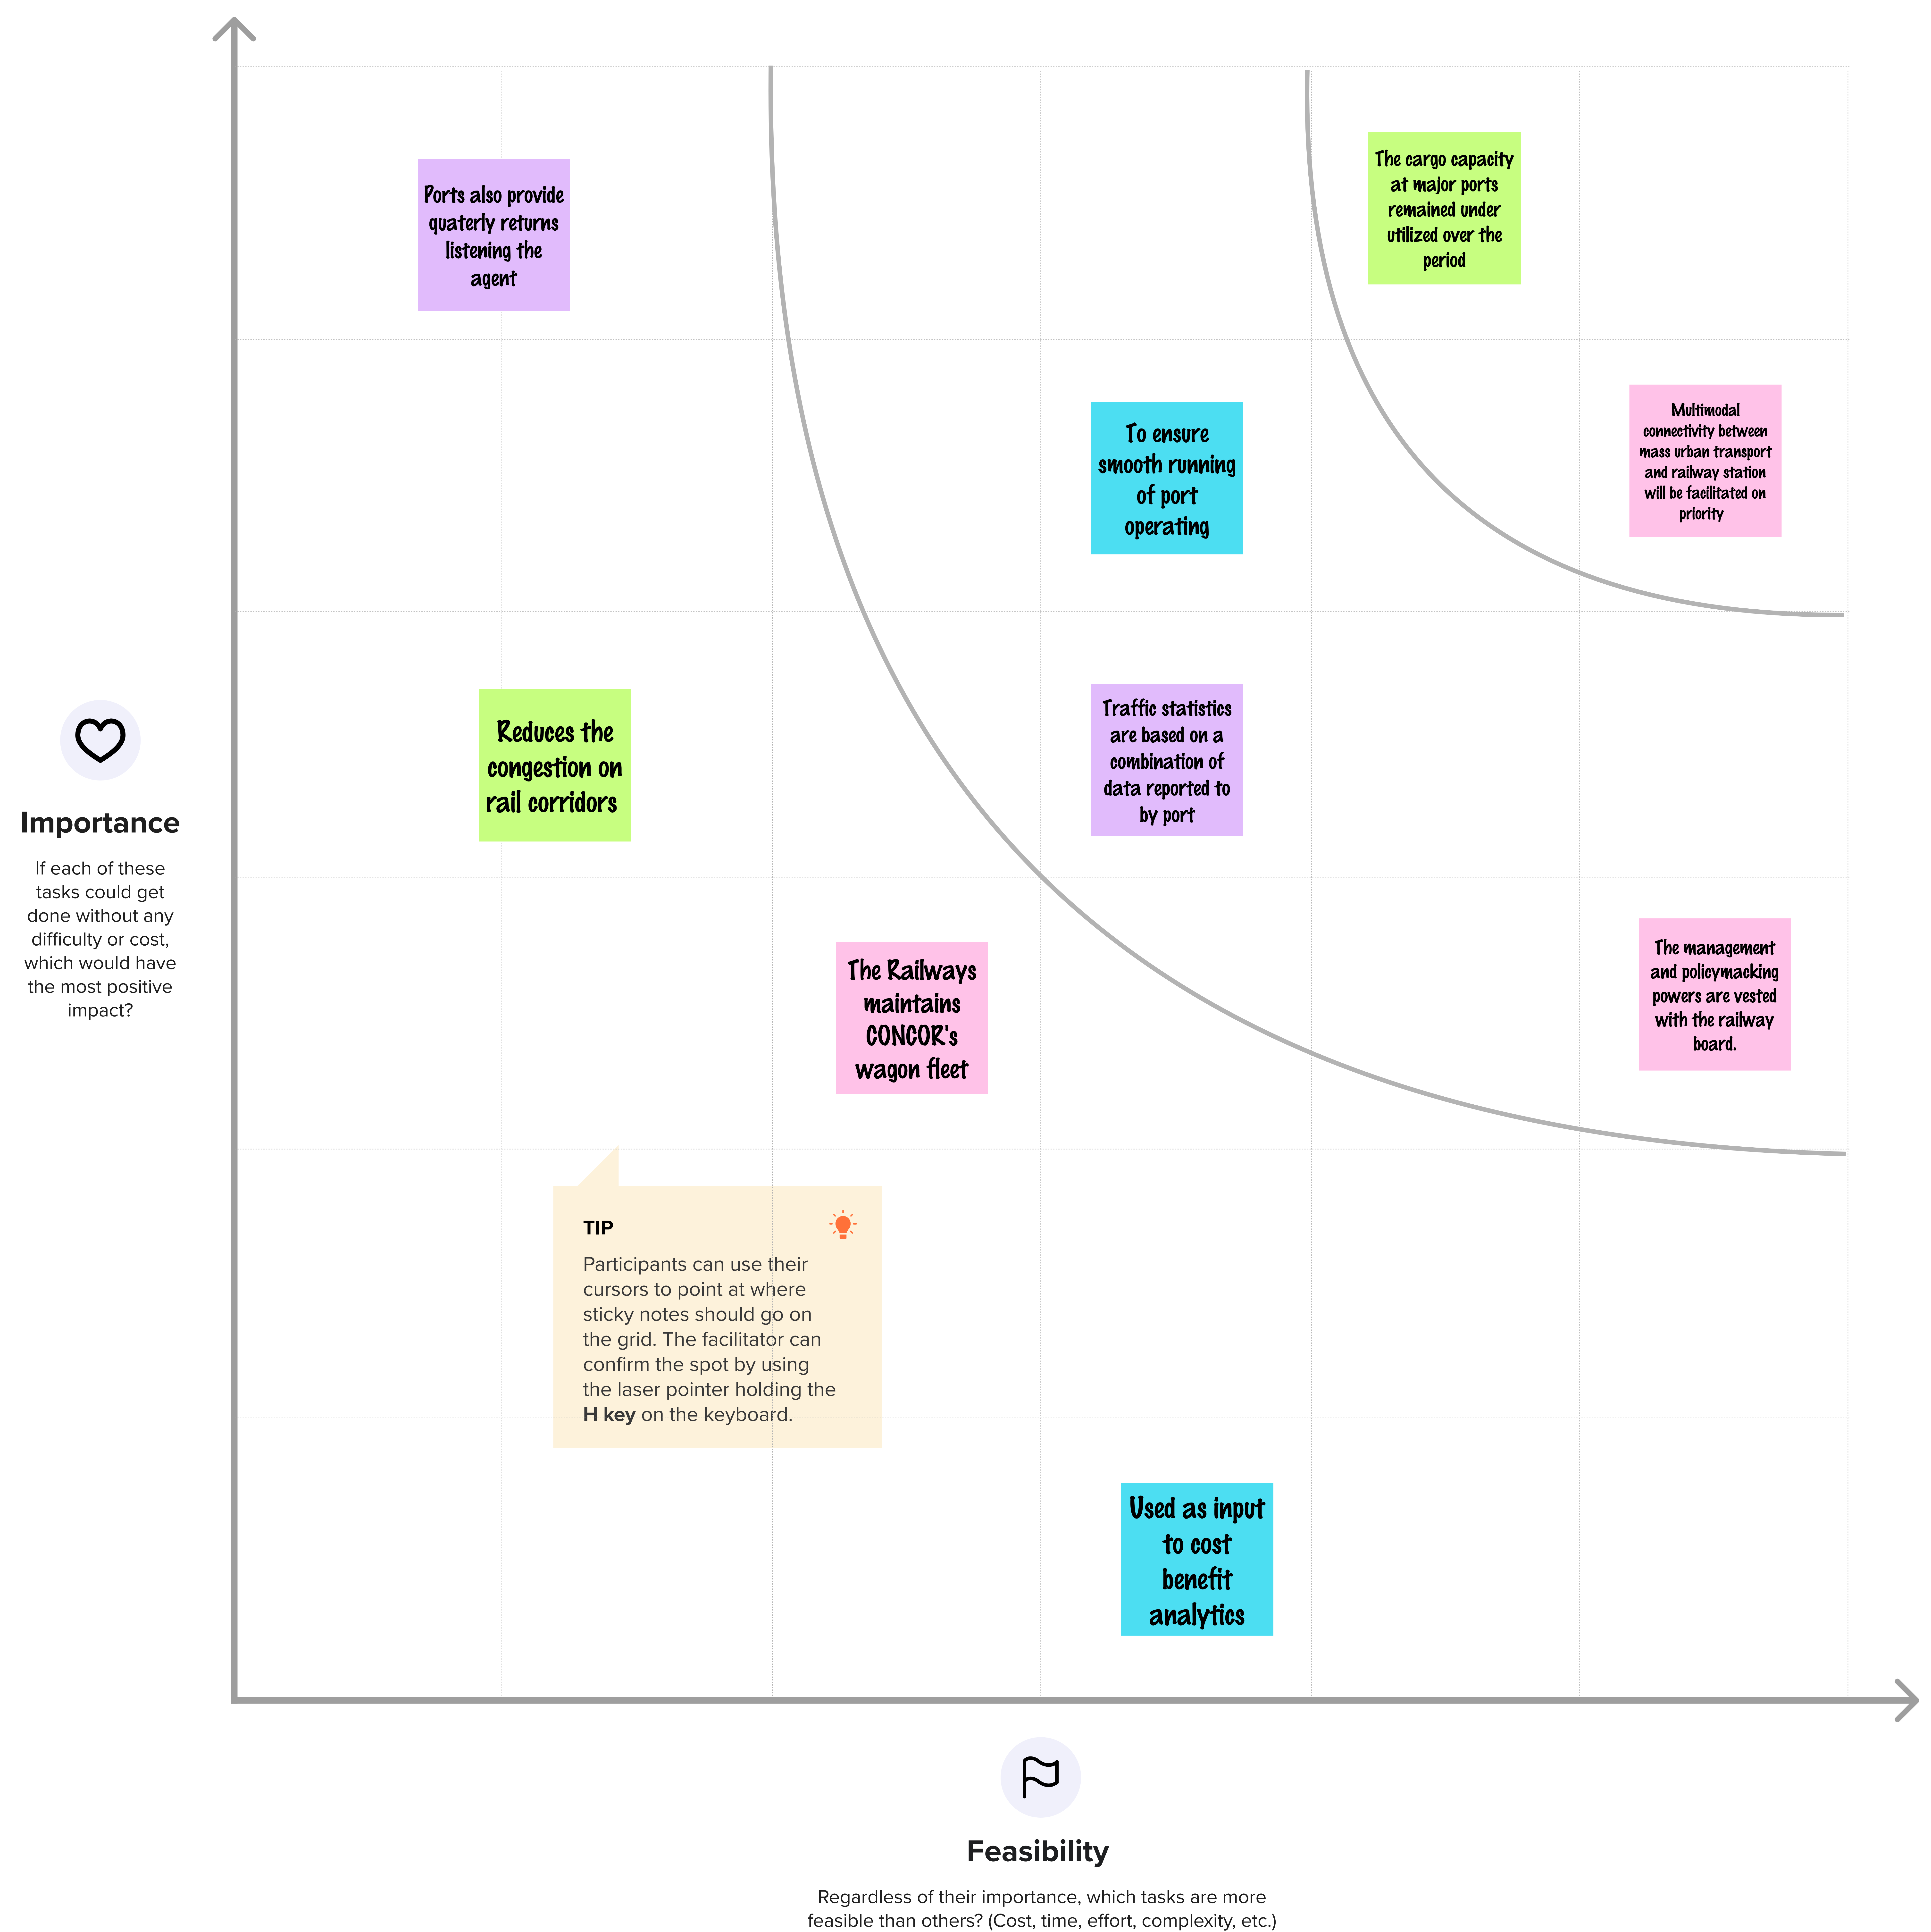 Ports also provide
quaterly returns
listening the
agent
The cargo capacity
at major ports
remained under
utilized over the
period
To ensure
smooth running
of port
operating
Multimodal
connectivity between
mass urban transport
and railway station
will be facilitated on
priority
Reduces the
congestion on
rail corridors
Traffic statistics
are based on a
combination of
data reported to
by port
Importance
If each of these
tasks could get
done without any
difficulty or cost,
which would have
the most positive
impact?
The Railways
maintains
CONCOR's
wagon fleet
The management
and policymacking
powers are vested
with the railway
board.
TIP
Participants can use their
cursors to point at where
sticky notes should go on
the grid. The facilitator can
confirm the spot by using
the laser pointer holding the
H key on the keyboard.
Used as input
to cost
benefit
analytics
Feasibility
Regardless of their importance, which tasks are more
feasible than others? (Cost, time, effort, complexity, etc.)